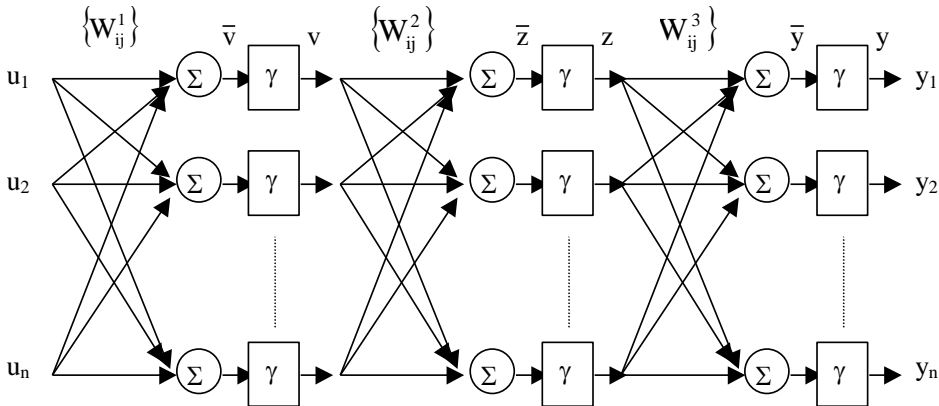 {W¹ij} v̅ v {W²ij} z̅ z W³ij} y̅ y
u1 Σ γ Σ γ Σ γ y1
u2 Σ γ Σ γ Σ γ y2
un Σ γ Σ γ Σ γ yn